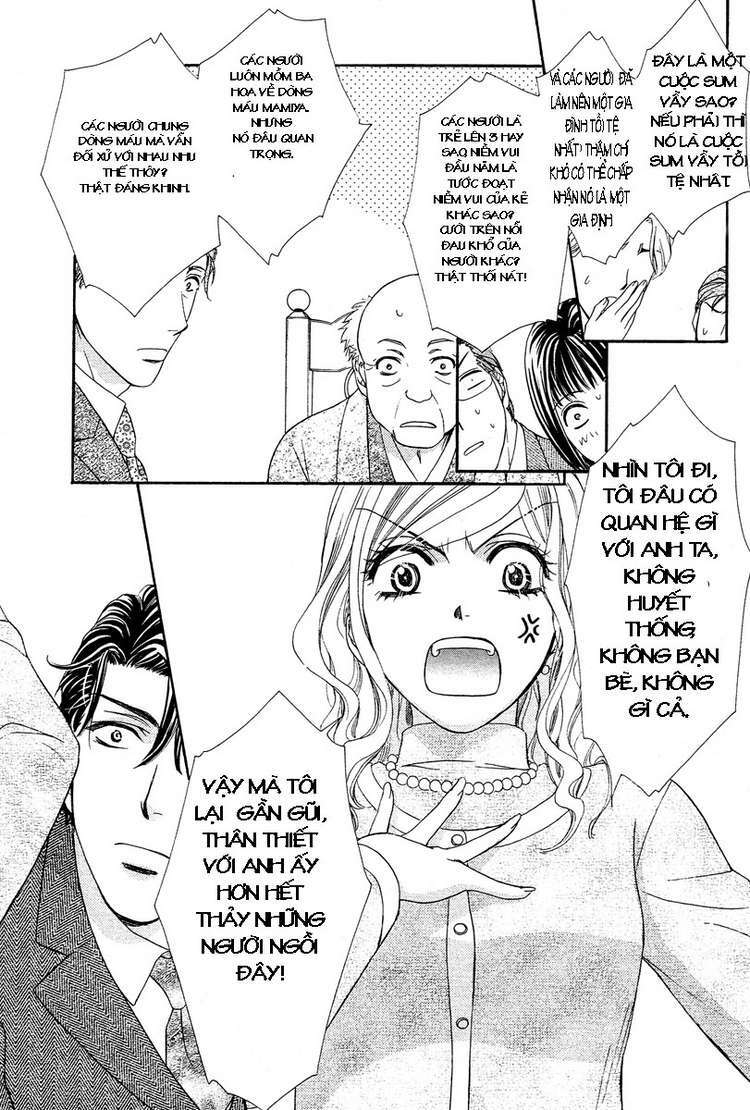 ĐÂY LÀ MỘT
CUỘC SUM
VẦY SAO?
NẾU PHẢI THÌ
NÓ LÀ CUỘC
SUM VẦY TỒI
TỆ NHẤT.
VÀ CÁC NGƯỜI ĐÃ
LÀM NÊN MỘT GIA
ĐÌNH TỒI TỆ
NHẤT! THẬM CHÍ
KHÓ CÓ THỂ CHẤP
NHẬN NÓ LÀ MỘT
GIA ĐỊNH
CÁC NGƯỜI LÀ
TRẺ LÊN 3 HAY
SAO, NIỀM VUI
ĐẦU NĂM LÀ
TƯỚC ĐOẠT
NIỀM VUI CỦA KẺ
KHÁC SAO?
CƯỜI TRÊN NỖI
ĐAU KHỔ CỦA
NGƯỜI KHÁC?
THẬT THỐI NÁT!
CÁC NGƯỜI
LUÔN MỒM BA
HOA VỀ DÒNG
MÁU MAMIYA.
NHƯNG
NÓ ĐÂU QUAN
TRỌNG.
CÁC NGƯỜI CHUNG
DÒNG MÁU MÀ VẪN
ĐỐI XỬ VỚI NHAU NHƯ
THẾ THÔY?
THẬT ĐÁNG KHINH.
NHÌN TÔI ĐI,
TÔI ĐÂU CÓ
QUAN HỆ GÌ
VỚI ANH TA,
KHÔNG
HUYẾT
THỐNG,
KHÔNG BẠN
BÈ, KHÔNG
GÌ CẢ.
VẬY MÀ TÔI
LẠI GẦN GŨI,
THÂN THIẾT
VỚI ANH ẤY
HƠN HẾT
THẢY NHỮNG
NGƯỜI NGỒI
ĐÂY!